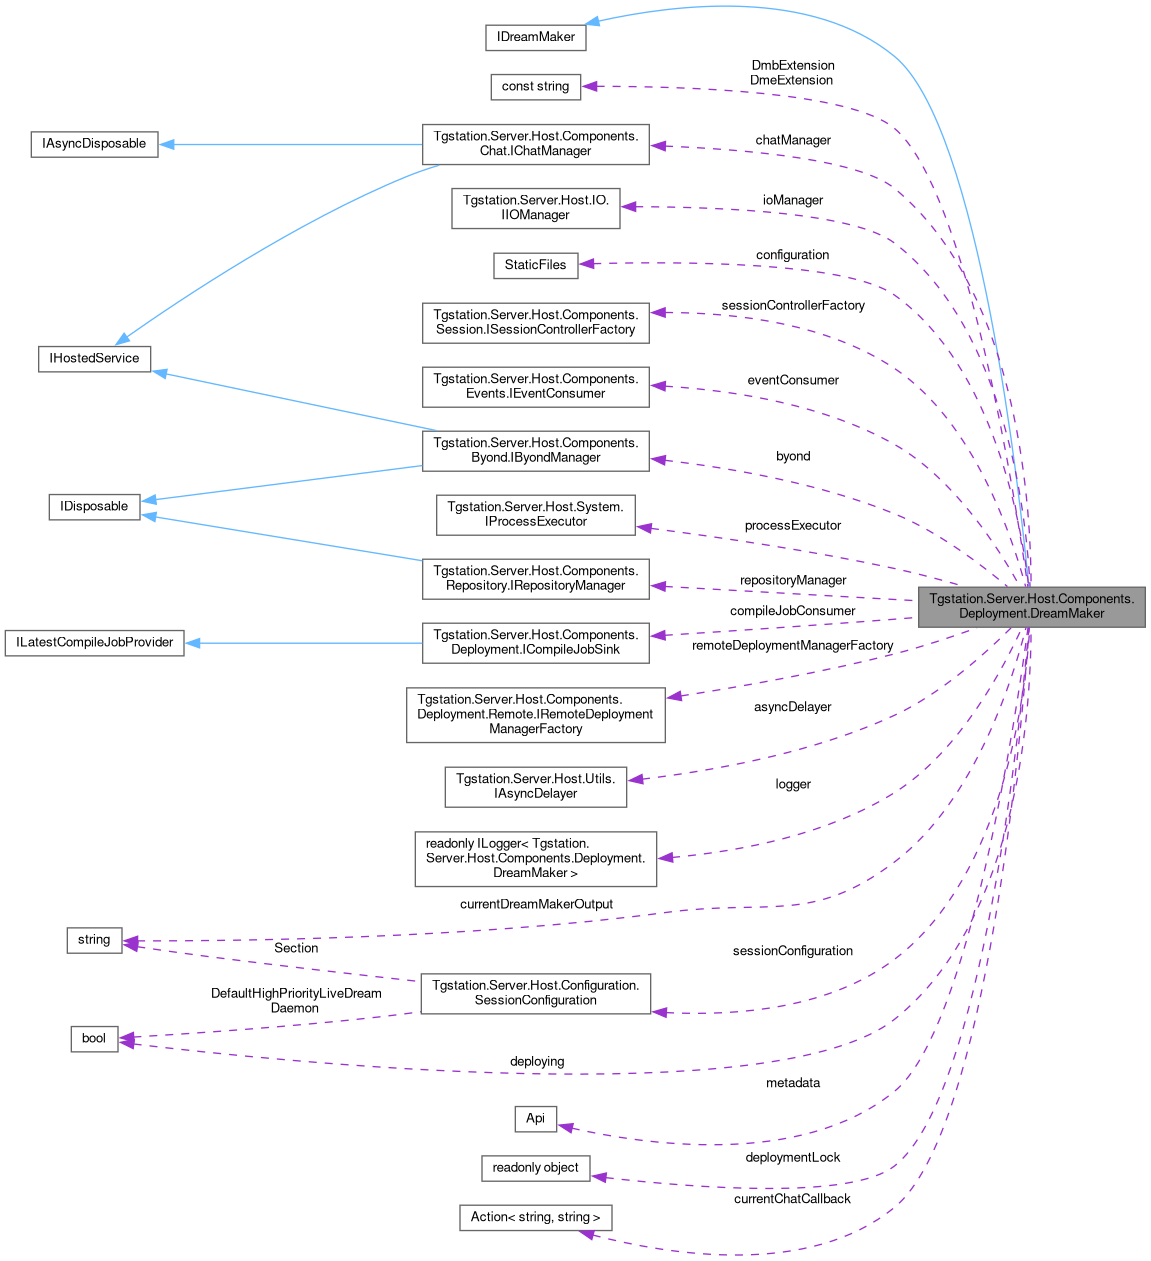 IDreamMaker
DmbExtension
DmeExtension
const string
Tgstation.Server.Host.Components.
Chat.IChatManager
chatManager
IAsyncDisposable
Tgstation.Server.Host.IO.
IIOManager
ioManager
StaticFiles
configuration
Tgstation.Server.Host.Components.
Session.ISessionControllerFactory
sessionControllerFactory
IHostedService
Tgstation.Server.Host.Components.
Events.IEventConsumer
eventConsumer
Tgstation.Server.Host.Components.
Byond.IByondManager
byond
IDisposable
Tgstation.Server.Host.System.
IProcessExecutor
processExecutor
Tgstation.Server.Host.Components.
Repository.IRepositoryManager
repositoryManager
Tgstation.Server.Host.Components.
Deployment.DreamMaker
compileJobConsumer
ILatestCompileJobProvider
Tgstation.Server.Host.Components.
Deployment.ICompileJobSink
remoteDeploymentManagerFactory
Tgstation.Server.Host.Components.
Deployment.Remote.IRemoteDeployment
ManagerFactory
asyncDelayer
Tgstation.Server.Host.Utils.
IAsyncDelayer
logger
readonly ILogger< Tgstation.
Server.Host.Components.Deployment.
DreamMaker >
currentDreamMakerOutput
string
Section
sessionConfiguration
Tgstation.Server.Host.Configuration.
SessionConfiguration
DefaultHighPriorityLiveDream
Daemon
bool
deploying
metadata
Api
deploymentLock
readonly object
currentChatCallback
Action< string, string >